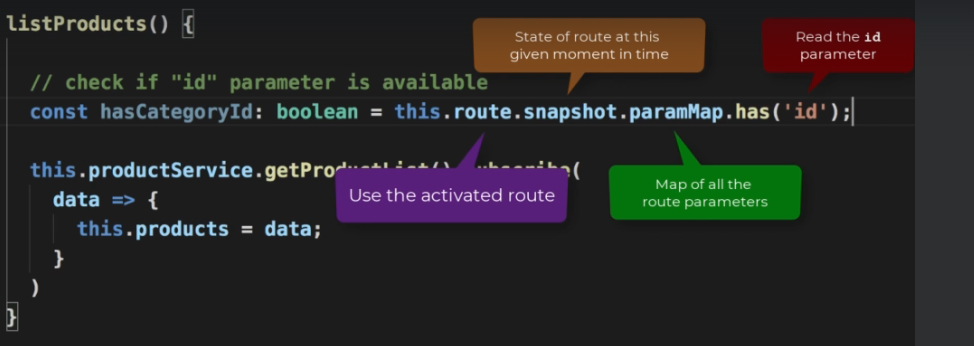 listProducts() {
State of route at this
given moment in time
Read the id
parameter
// check if "id" parameter is available
const hasCategoryId: boolean = this.route.snapshot.paramMap.has('id');
this.productService.getProductList().subscribe(
Use the activated route
Map of all the
route parameters
data => {
this.products = data;
}
)
}